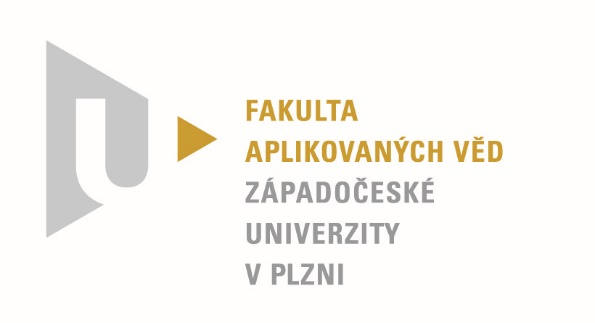 FAKULTA
APLIKOVANÝCH VĚD
ZÁPADOČESKÉ
UNIVERZITY
V PLZNI